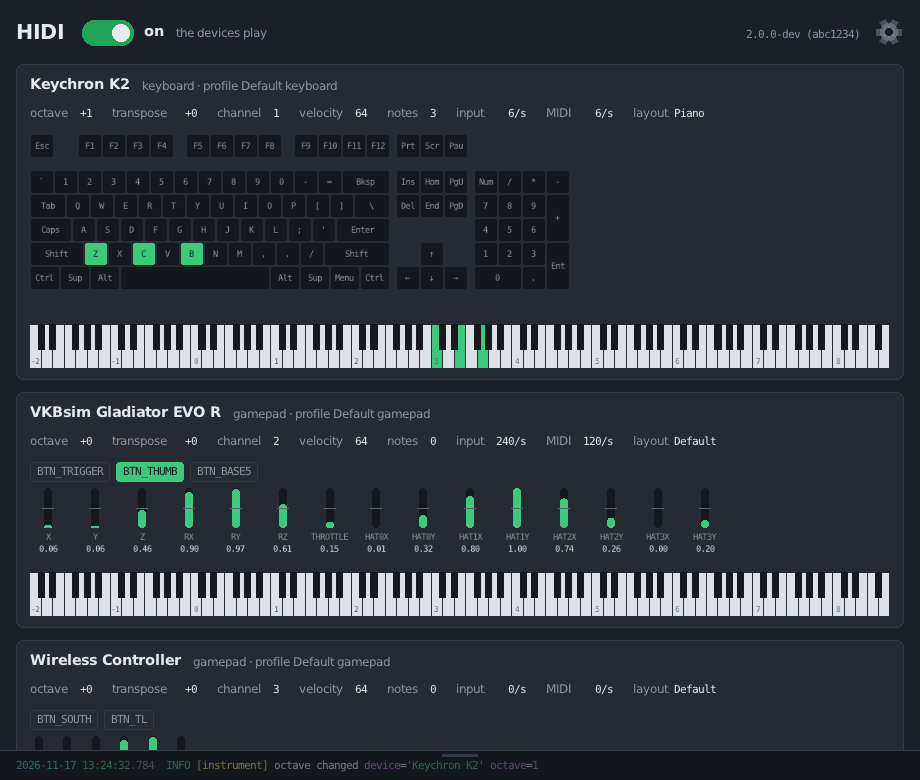 HIDI on the devices play 2.0.0-dev (abc1234)
Keychron K2 keyboard · profile Default keyboard
octave +1 transpose +0 channel 1 velocity 64 notes 3 input 6/s MIDI 6/s layout Piano
Esc F1 F2 F3 F4 F5 F6 F7 F8 F9 F10 F11 F12 Prt Scr Pau
` 1 2 3 4 5 6 7 8 9 0 - = Bksp Ins Hom PgU Num / * -
Tab Q W E R T Y U I O P [ ] \ Del End PgD 7 8 9 +
Caps A S D F G H J K L ; ' Enter 4 5 6
Shift Z X C V B N M , . / Shift ↑ 1 2 3 Ent
Ctrl Sup Alt Alt Sup Menu Ctrl ← ↓ → 0 .
-2 -1 0 1 2 3 4 5 6 7 8
VKBsim Gladiator EVO R gamepad · profile Default gamepad
octave +0 transpose +0 channel 2 velocity 64 notes 0 input 240/s MIDI 120/s layout Default
BTN_TRIGGER BTN_THUMB BTN_BASE5
X Y Z RX RY RZ THROTTLE HAT0X HAT0Y HAT1X HAT1Y HAT2X HAT2Y HAT3X HAT3Y
0.06 0.06 0.46 0.90 0.97 0.61 0.15 0.01 0.32 0.80 1.00 0.74 0.26 0.00 0.20
-2 -1 0 1 2 3 4 5 6 7 8
Wireless Controller gamepad · profile Default gamepad
octave +0 transpose +0 channel 3 velocity 64 notes 0 input 0/s MIDI 0/s layout Default
BTN_SOUTH BTN_TL
2026-11-17 13:24:32.784 INFO [instrument] octave changed device='Keychron K2' octave=1